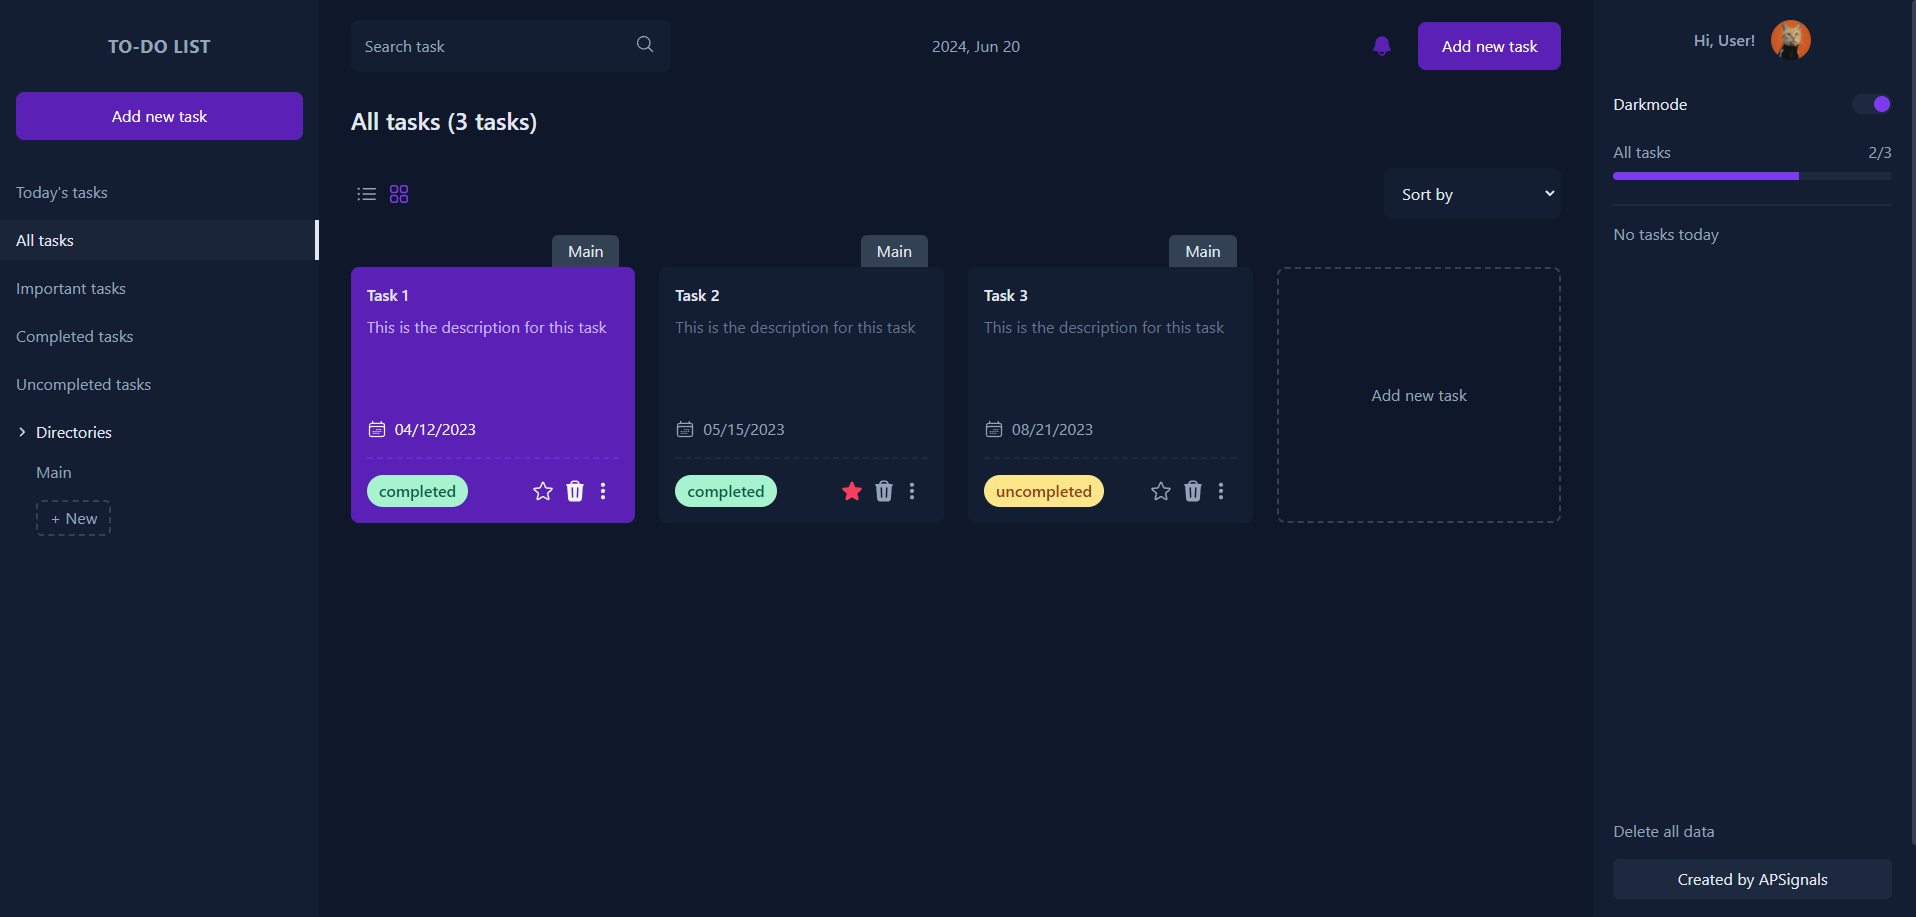 TO-DO LIST
Add new task
Today's tasks
All tasks
Important tasks
Completed tasks
Uncompleted tasks
Directories
Main
+ New
Search task
2024, Jun 20
Add new task
All tasks (3 tasks)
Sort by
Main
Task 1
This is the description for this task
04/12/2023
completed
Main
Task 2
This is the description for this task
05/15/2023
completed
Main
Task 3
This is the description for this task
08/21/2023
uncompleted
Add new task
Hi, User!
Darkmode
All tasks 2/3
No tasks today
Delete all data
Created by APSignals